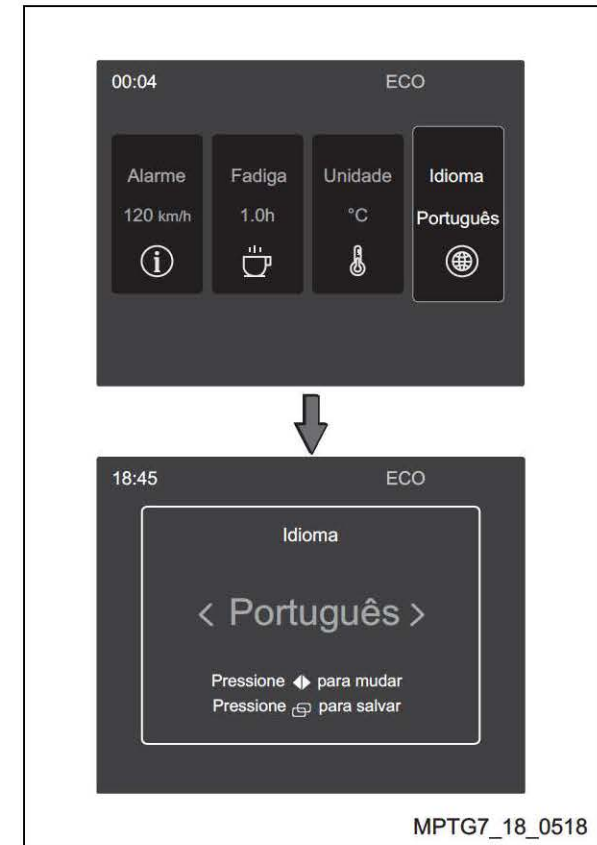 00:04 ECO
Alarme Fadiga Unidade Idioma
120 km/h 1.0h °C Português
18:45 ECO
Idioma
< Português >
Pressione para mudar
Pressione para salvar
MPTG7_18_0518